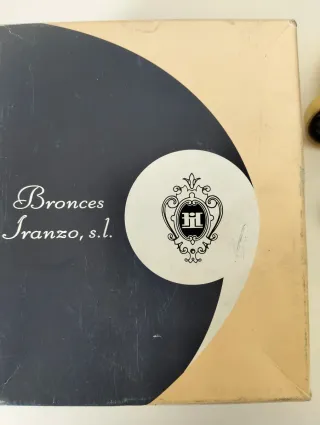 Bronces
Iranzo, s.l.